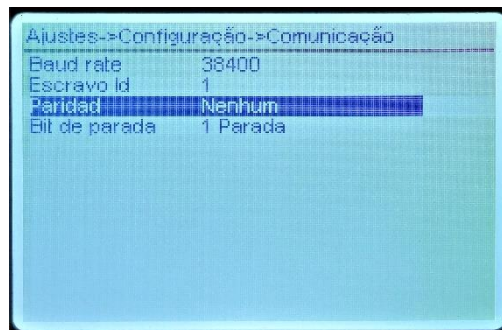 Ajustes->Configuração->Comunicação
Baud rate 38400
Escravo Id 1
Paridad Nenhum
Bit de parada 1 Parada